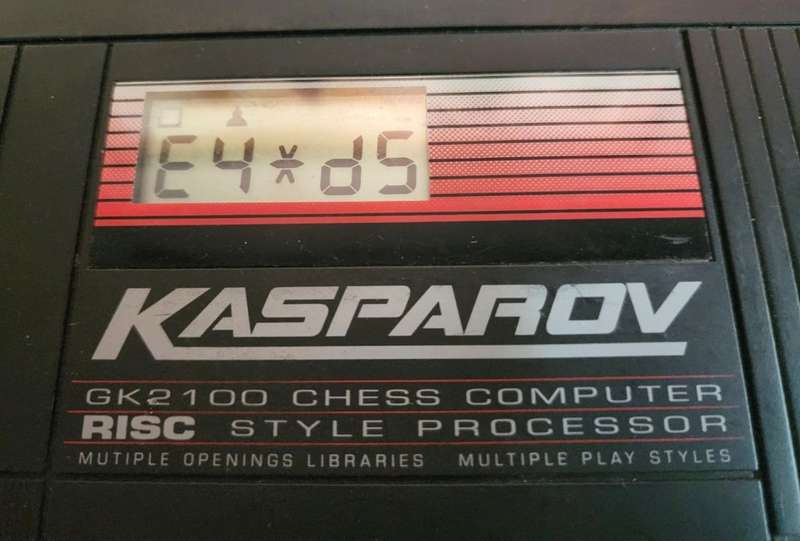 E4*d5
KASPAROV
GK2100 CHESS COMPUTER
RISC STYLE PROCESSOR
MUTIPLE OPENINGS LIBRARIES MULTIPLE PLAY STYLES